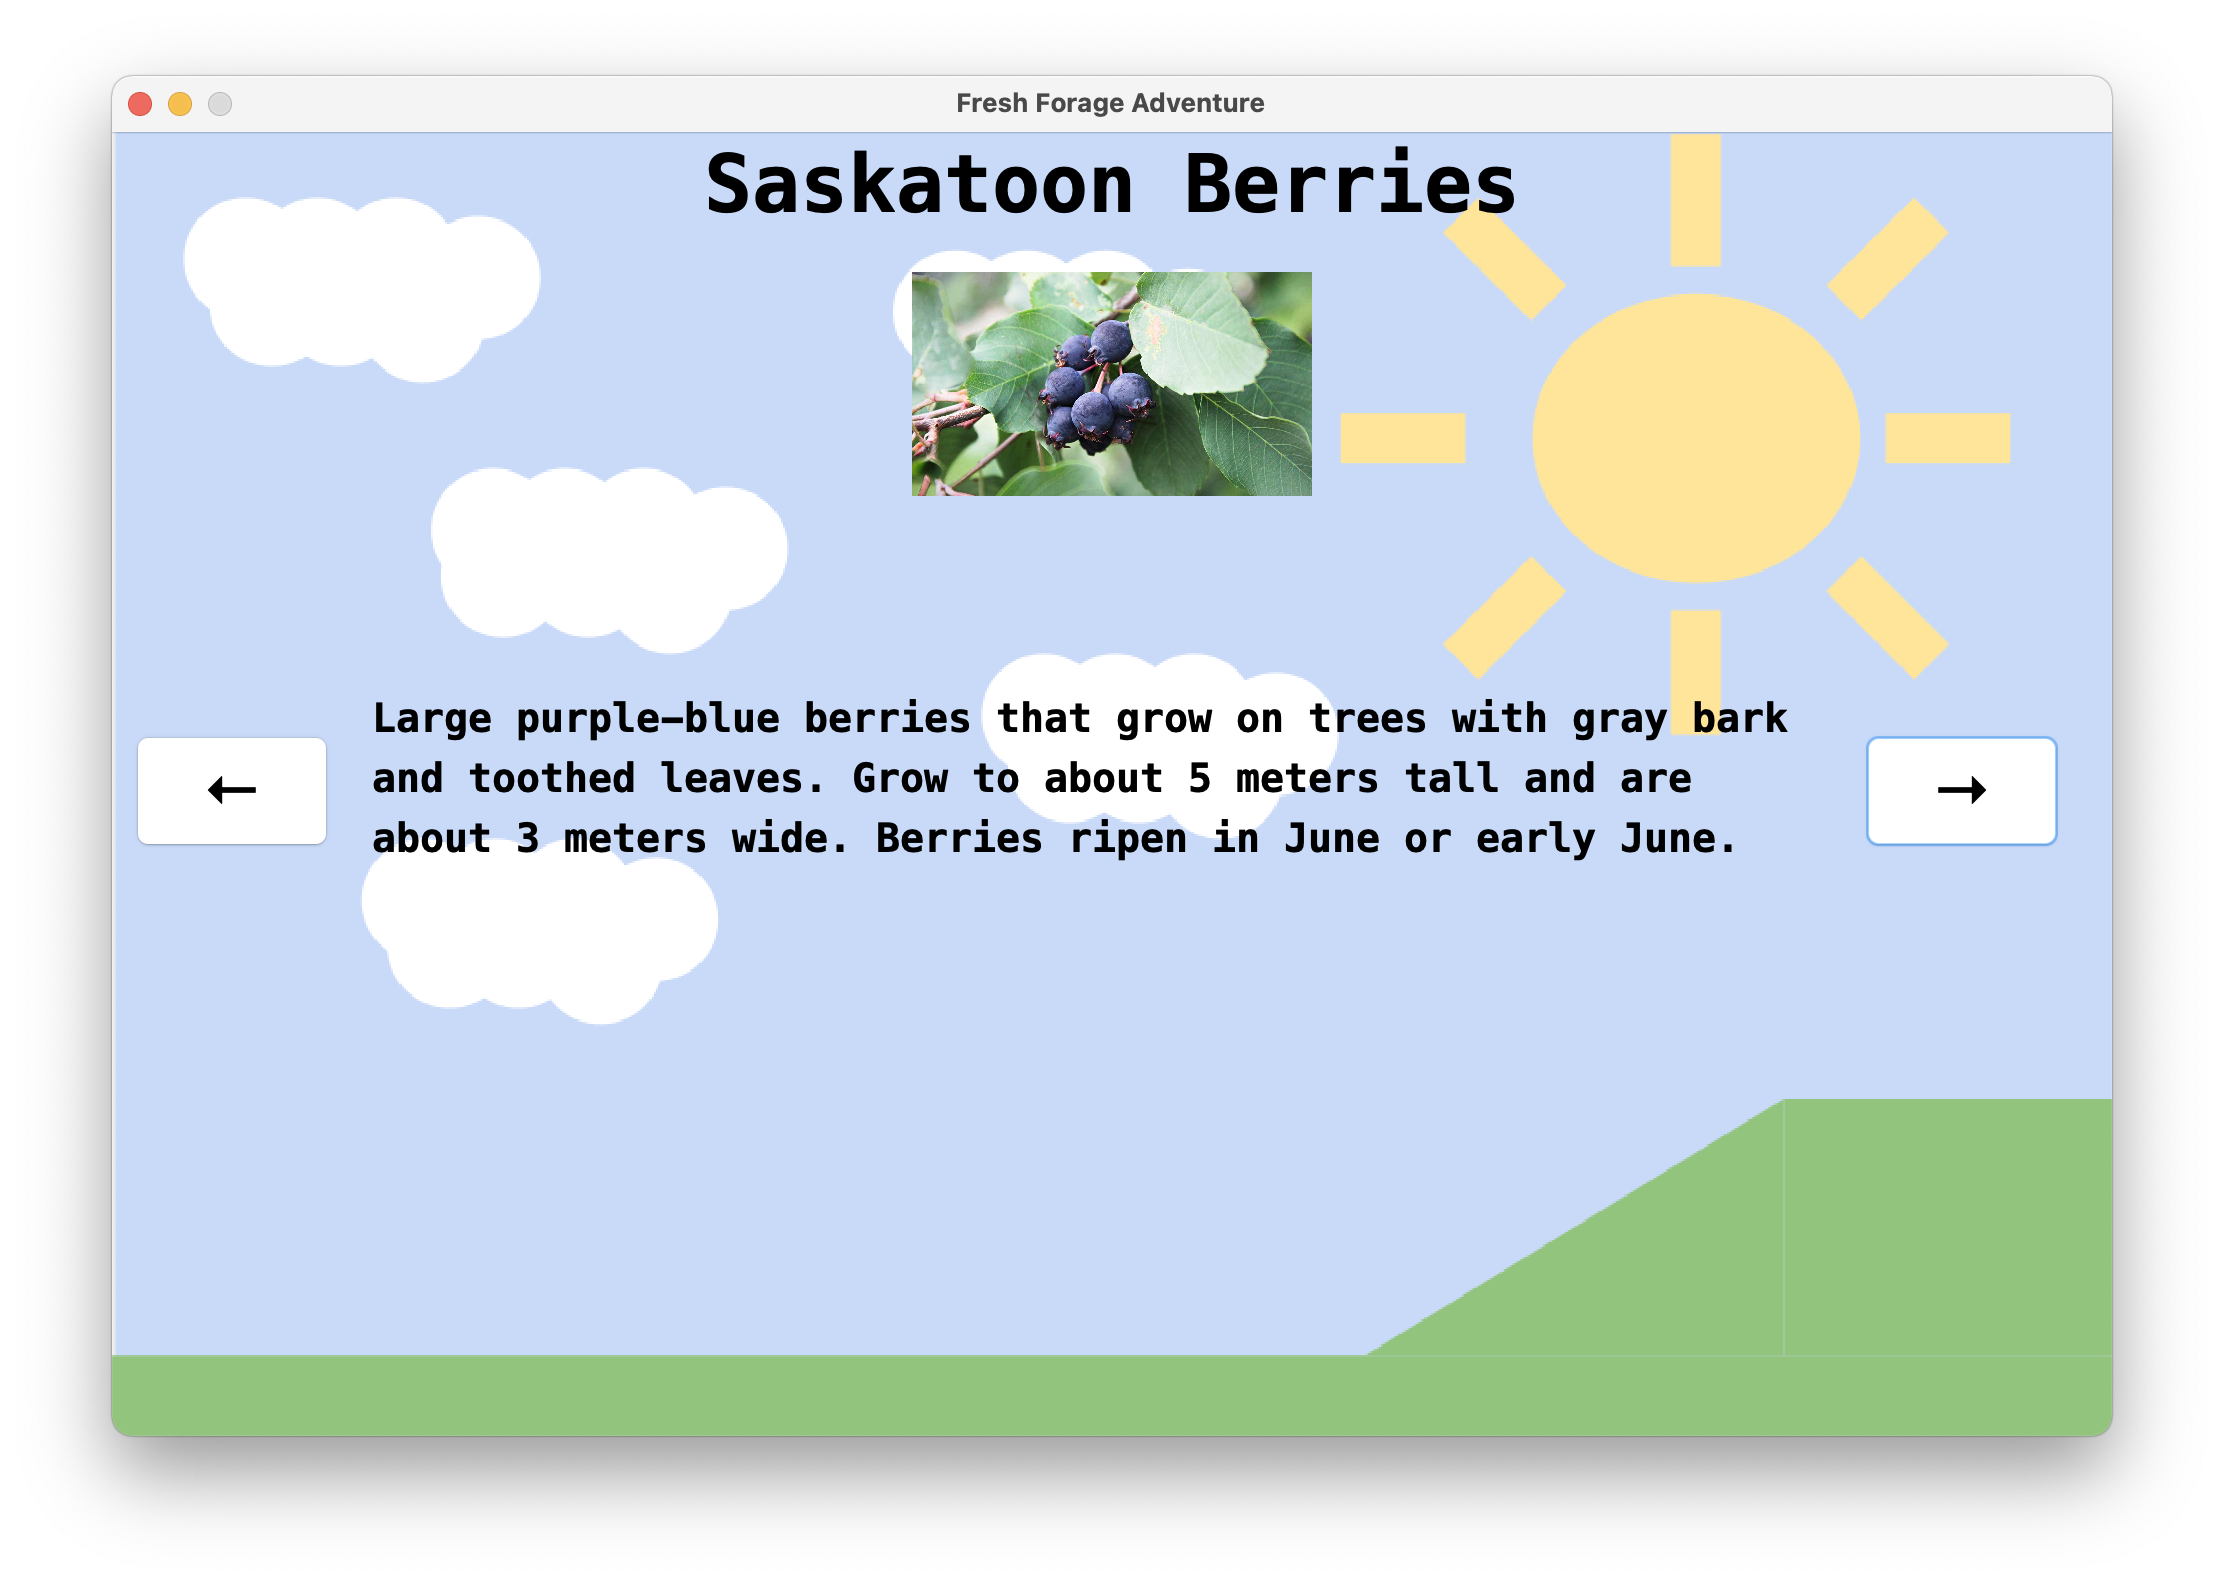 Fresh Forage Adventure
Saskatoon Berries
Large purple-blue berries that grow on trees with gray bark
and toothed leaves. Grow to about 5 meters tall and are
about 3 meters wide. Berries ripen in June or early June.
← →